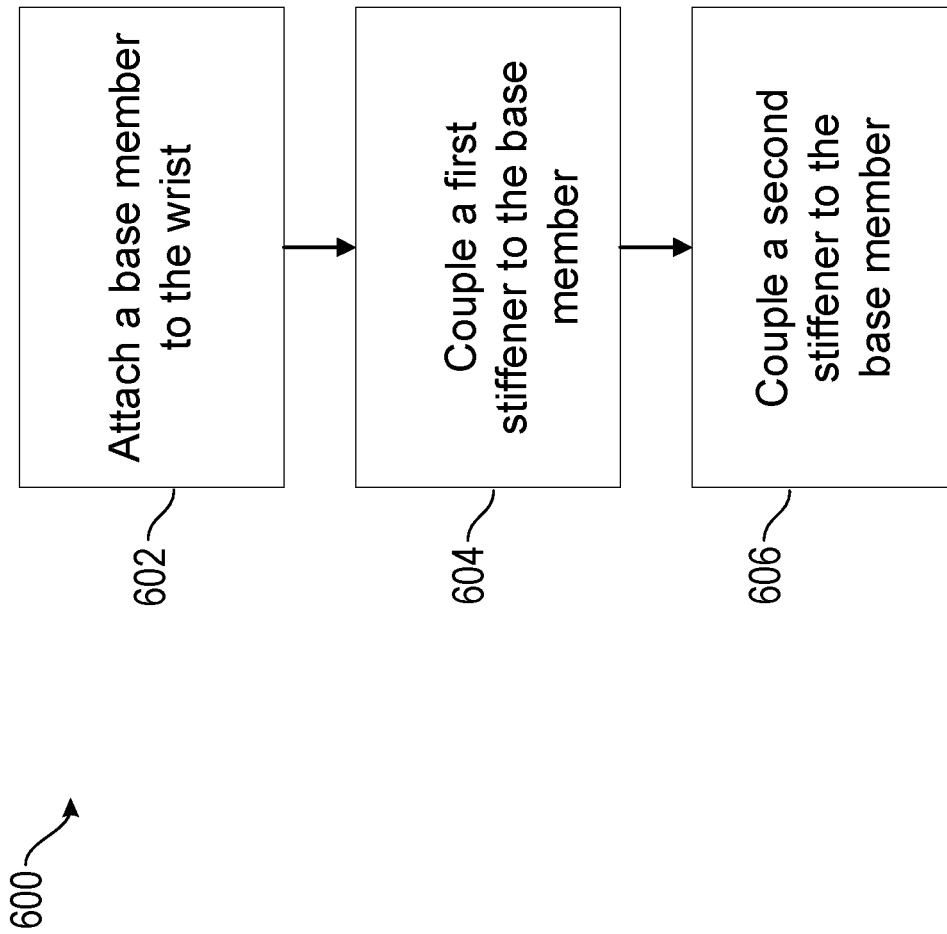 600
602
Attach a base member
to the wrist
604
Couple a first
stiffener to the base
member
606
Couple a second
stiffener to the
base member